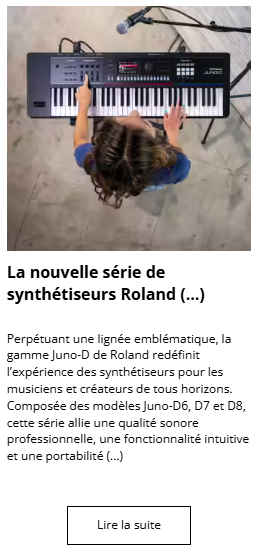 La nouvelle série de
synthétiseurs Roland (...)
Perpétuant une lignée emblématique, la
gamme Juno-D de Roland redéfinit
l'expérience des synthétiseurs pour les
musiciens et créateurs de tous horizons.
Composée des modèles Juno-D6, D7 et D8,
cette série allie une qualité sonore
professionnelle, une fonctionnalité intuitive
et une portabilité (...)
Lire la suite